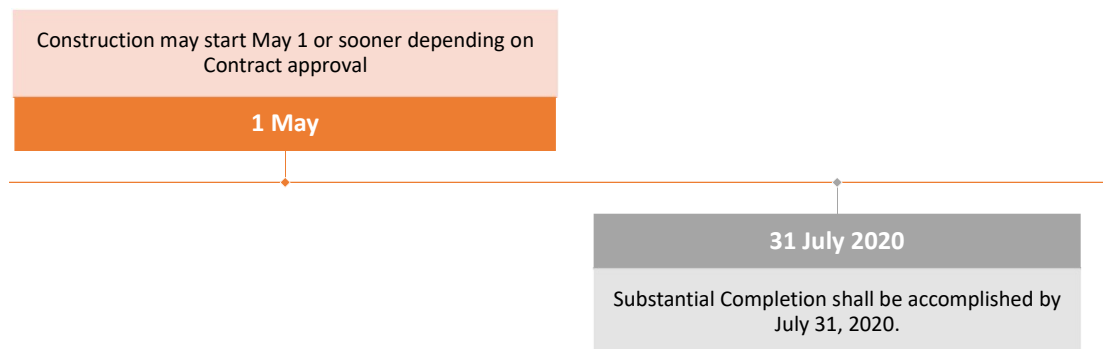 Construction may start May 1 or sooner depending on
Contract approval
1 May
31 July 2020
Substantial Completion shall be accomplished by
July 31, 2020.